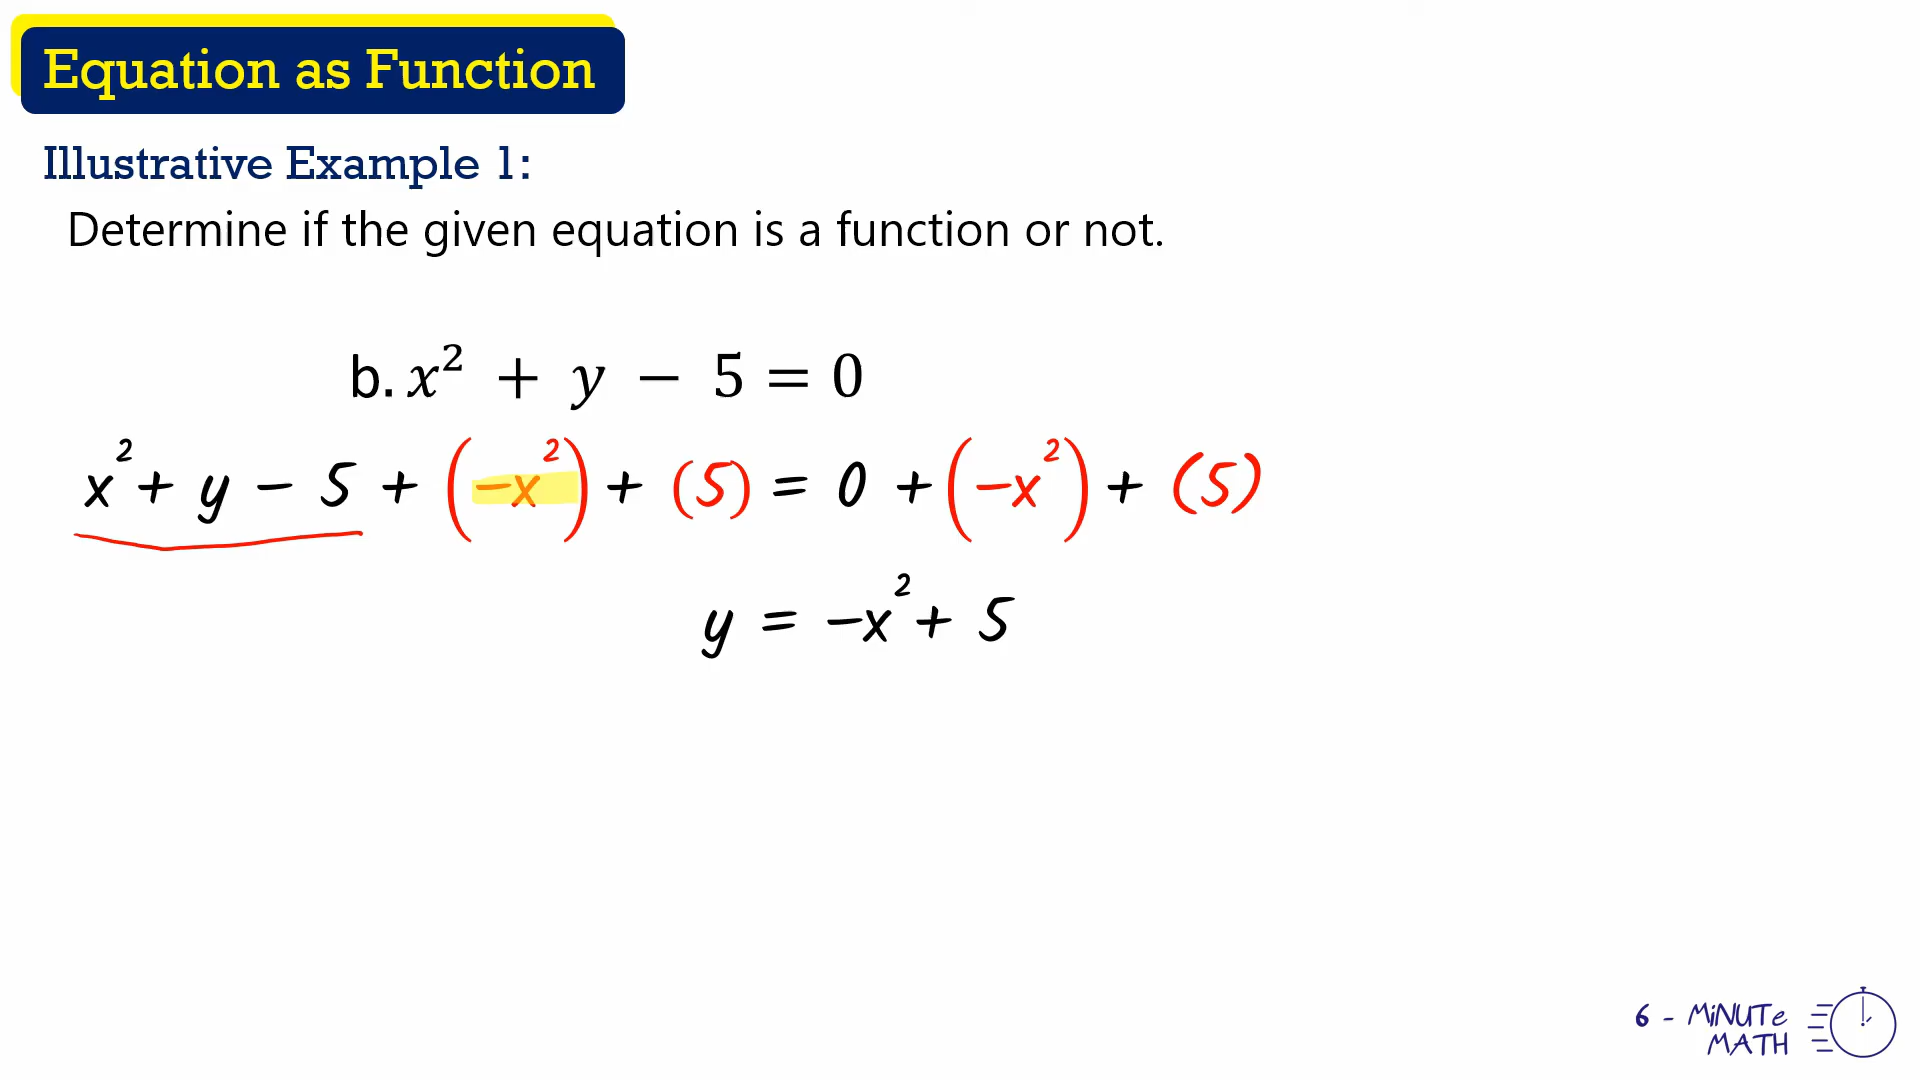 Equation as Function
Illustrative Example 1:
Determine if the given equation is a function or not.
b. x² + y − 5 = 0
x² + y − 5 + (−x²) + (5) = 0 + (−x²) + (5)
y = −x² + 5
6 - MiNUTe
MATH